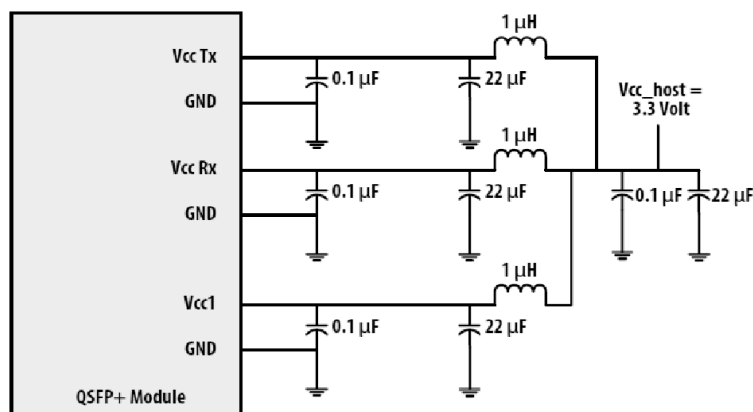 1 µH
Vcc Tx
0.1 µF
22 µF
GND
Vcc_host =
3.3 Volt
1 µH
Vcc Rx
0.1 µF
22 µF
0.1 µF
22 µF
GND
1 µH
Vcc1
0.1 µF
22 µF
GND
QSFP+ Module